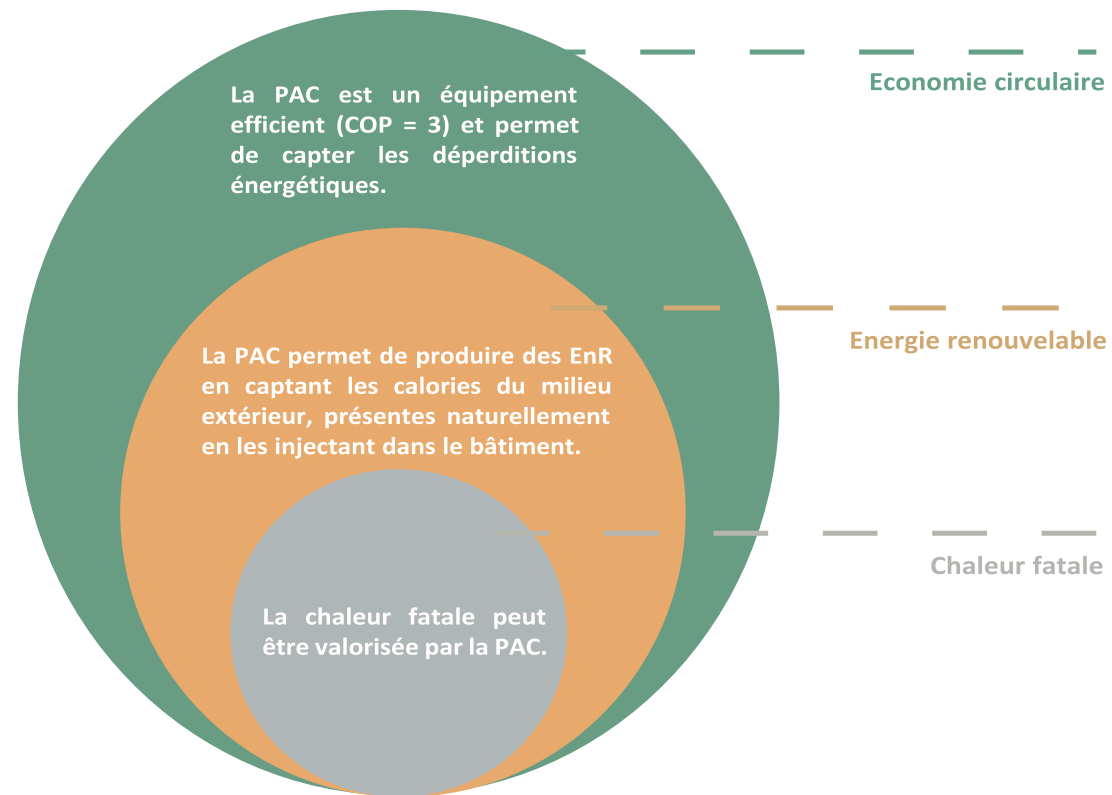 Economie circulaire
La PAC est un équipement
efficient (COP = 3) et permet
de capter les déperditions
énergétiques.
Energie renouvelable
La PAC permet de produire des EnR
en captant les calories du milieu
extérieur, présentes naturellement
en les injectant dans le bâtiment.
Chaleur fatale
La chaleur fatale peut
être valorisée par la PAC.